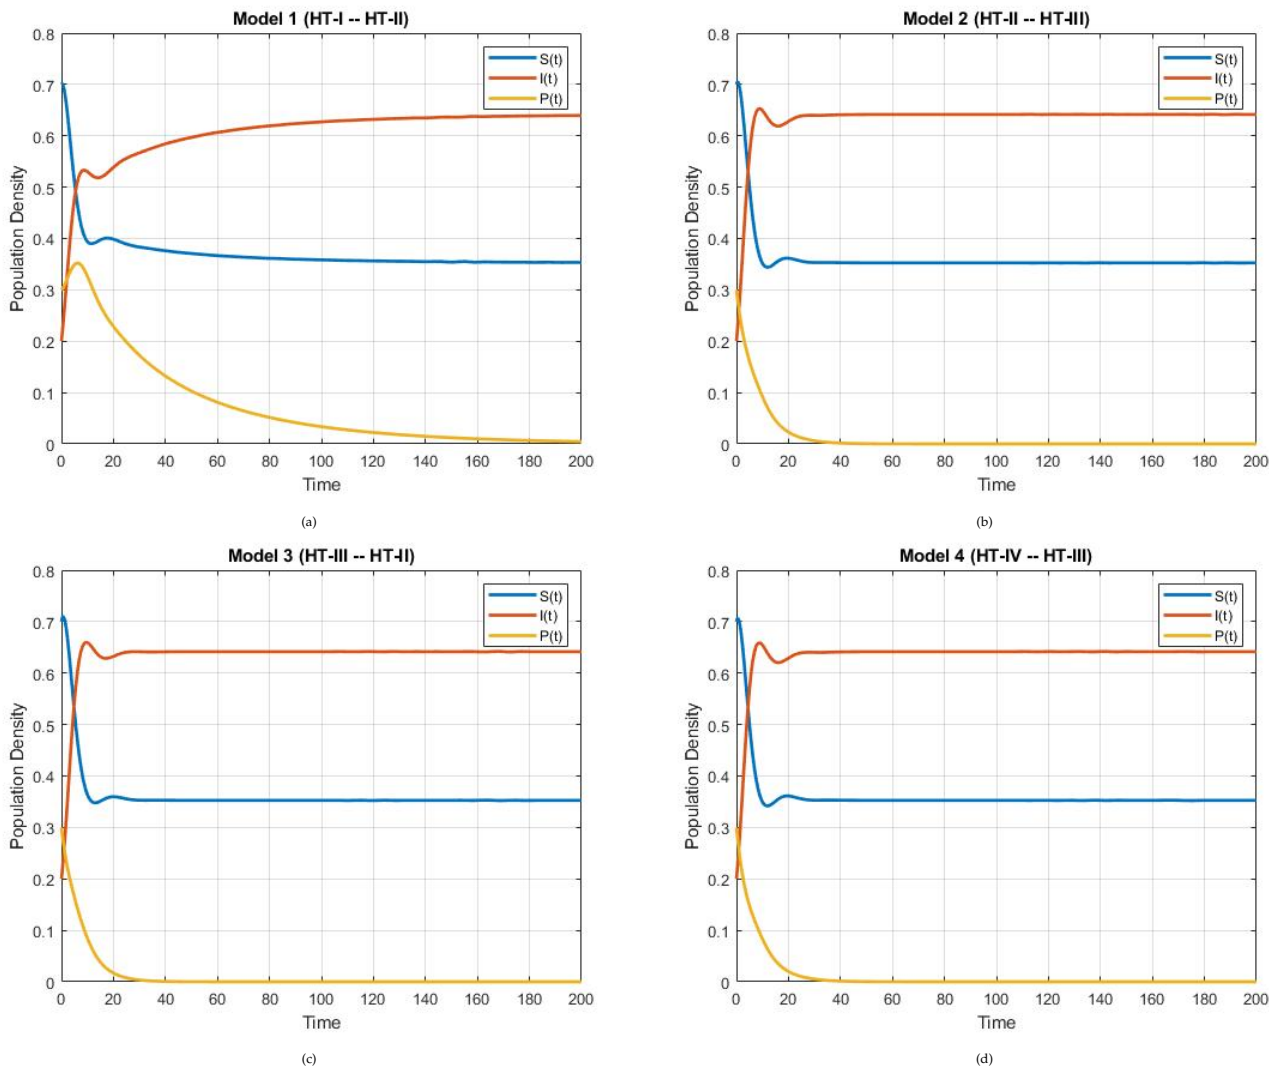 Model 1 (HT-I -- HT-II)
0.8
0.7
0.6
0.5
0.4
0.3
0.2
0.1
0
Population Density
S(t)
I(t)
P(t)
0 20 40 60 80 100 120 140 160 180 200
Time
(a)
Model 2 (HT-II -- HT-III)
0.8
0.7
0.6
0.5
0.4
0.3
0.2
0.1
0
Population Density
S(t)
I(t)
P(t)
0 20 40 60 80 100 120 140 160 180 200
Time
(b)
Model 3 (HT-III -- HT-II)
0.8
0.7
0.6
0.5
0.4
0.3
0.2
0.1
0
Population Density
S(t)
I(t)
P(t)
0 20 40 60 80 100 120 140 160 180 200
Time
(c)
Model 4 (HT-IV -- HT-III)
0.8
0.7
0.6
0.5
0.4
0.3
0.2
0.1
0
Population Density
S(t)
I(t)
P(t)
0 20 40 60 80 100 120 140 160 180 200
Time
(d)